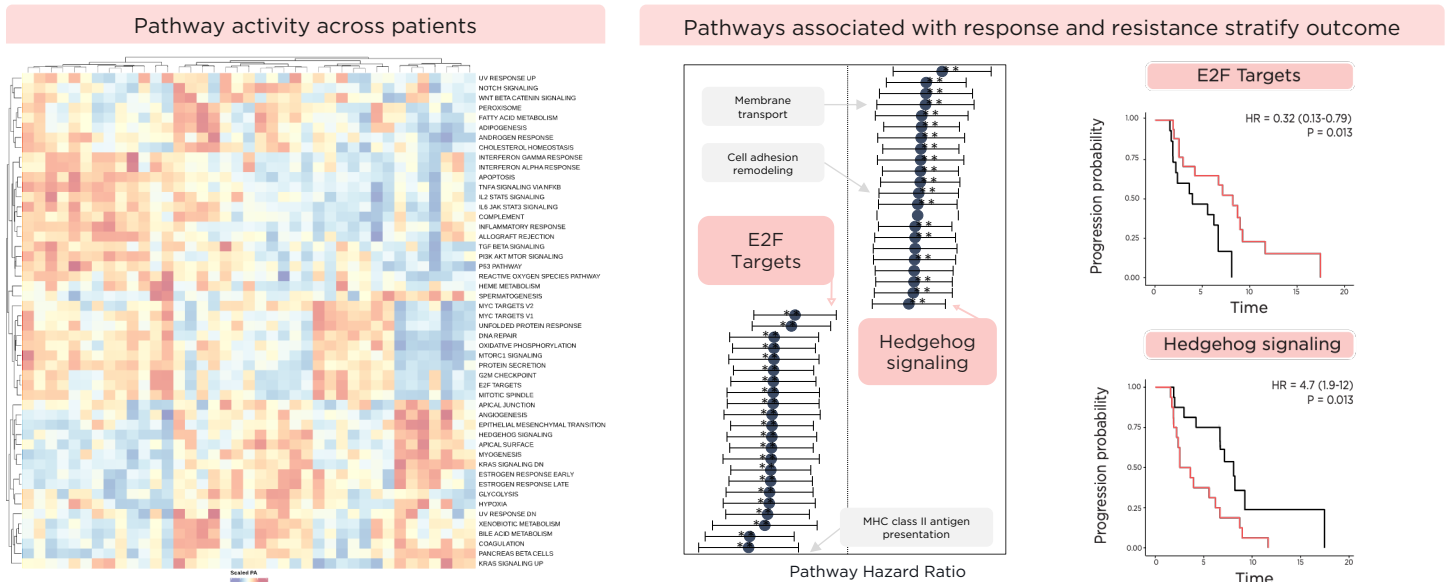 Pathway activity across patients
UV RESPONSE UP
NOTCH SIGNALING
WNT BETA CATENIN SIGNALING
PEROXISOME
FATTY ACID METABOLISM
ADIPOGENESIS
ANDROGEN RESPONSE
CHOLESTEROL HOMEOSTASIS
INTERFERON GAMMA RESPONSE
INTERFERON ALPHA RESPONSE
APOPTOSIS
TNFA SIGNALING VIA NFKB
IL2 STAT5 SIGNALING
IL6 JAK STAT3 SIGNALING
COMPLEMENT
INFLAMMATORY RESPONSE
ALLOGRAFT REJECTION
TGF BETA SIGNALING
PI3K AKT MTOR SIGNALING
P53 PATHWAY
REACTIVE OXYGEN SPECIES PATHWAY
HEME METABOLISM
SPERMATOGENESIS
MYC TARGETS V2
MYC TARGETS V1
UNFOLDED PROTEIN RESPONSE
DNA REPAIR
OXIDATIVE PHOSPHORYLATION
MTORC1 SIGNALING
PROTEIN SECRETION
G2M CHECKPOINT
E2F TARGETS
MITOTIC SPINDLE
APICAL JUNCTION
ANGIOGENESIS
EPITHELIAL MESENCHYMAL TRANSITION
HEDGEHOG SIGNALING
APICAL SURFACE
MYOGENESIS
KRAS SIGNALING DN
ESTROGEN RESPONSE EARLY
ESTROGEN RESPONSE LATE
GLYCOLYSIS
HYPOXIA
UV RESPONSE DN
XENOBIOTIC METABOLISM
BILE ACID METABOLISM
COAGULATION
PANCREAS BETA CELLS
KRAS SIGNALING UP
Scaled PA
Pathways associated with response and resistance stratify outcome
Membrane
transport
Cell adhesion
remodeling
E2F
Targets
Hedgehog
signaling
MHC class II antigen
presentation
Pathway Hazard Ratio
E2F Targets
HR = 0.32 (0.13-0.79)
P = 0.013
Progression probability
1.00
0.75
0.50
0.25
0.00
0 5 10 15 20
Time
Hedgehog signaling
HR = 4.7 (1.9-12)
P = 0.013
Progression probability
1.00
0.75
0.50
0.25
0.00
0 5 10 15 20
Time